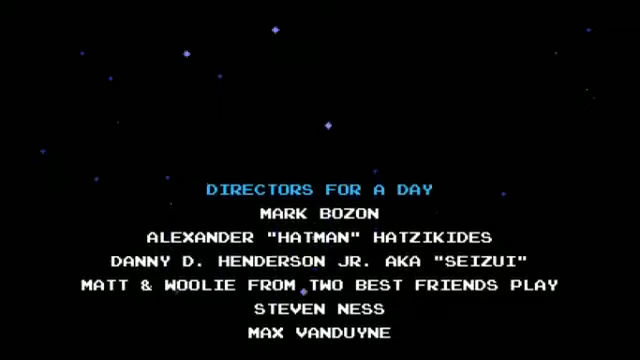 DIRECTORS FOR A DAY
MARK BOZON
ALEXANDER "HATMAN" HATZIKIDES
DANNY D. HENDERSON JR. AKA "SEIZUI"
MATT & WOOLIE FROM TWO BEST FRIENDS PLAY
STEVEN NESS
MAX VANDUYNE